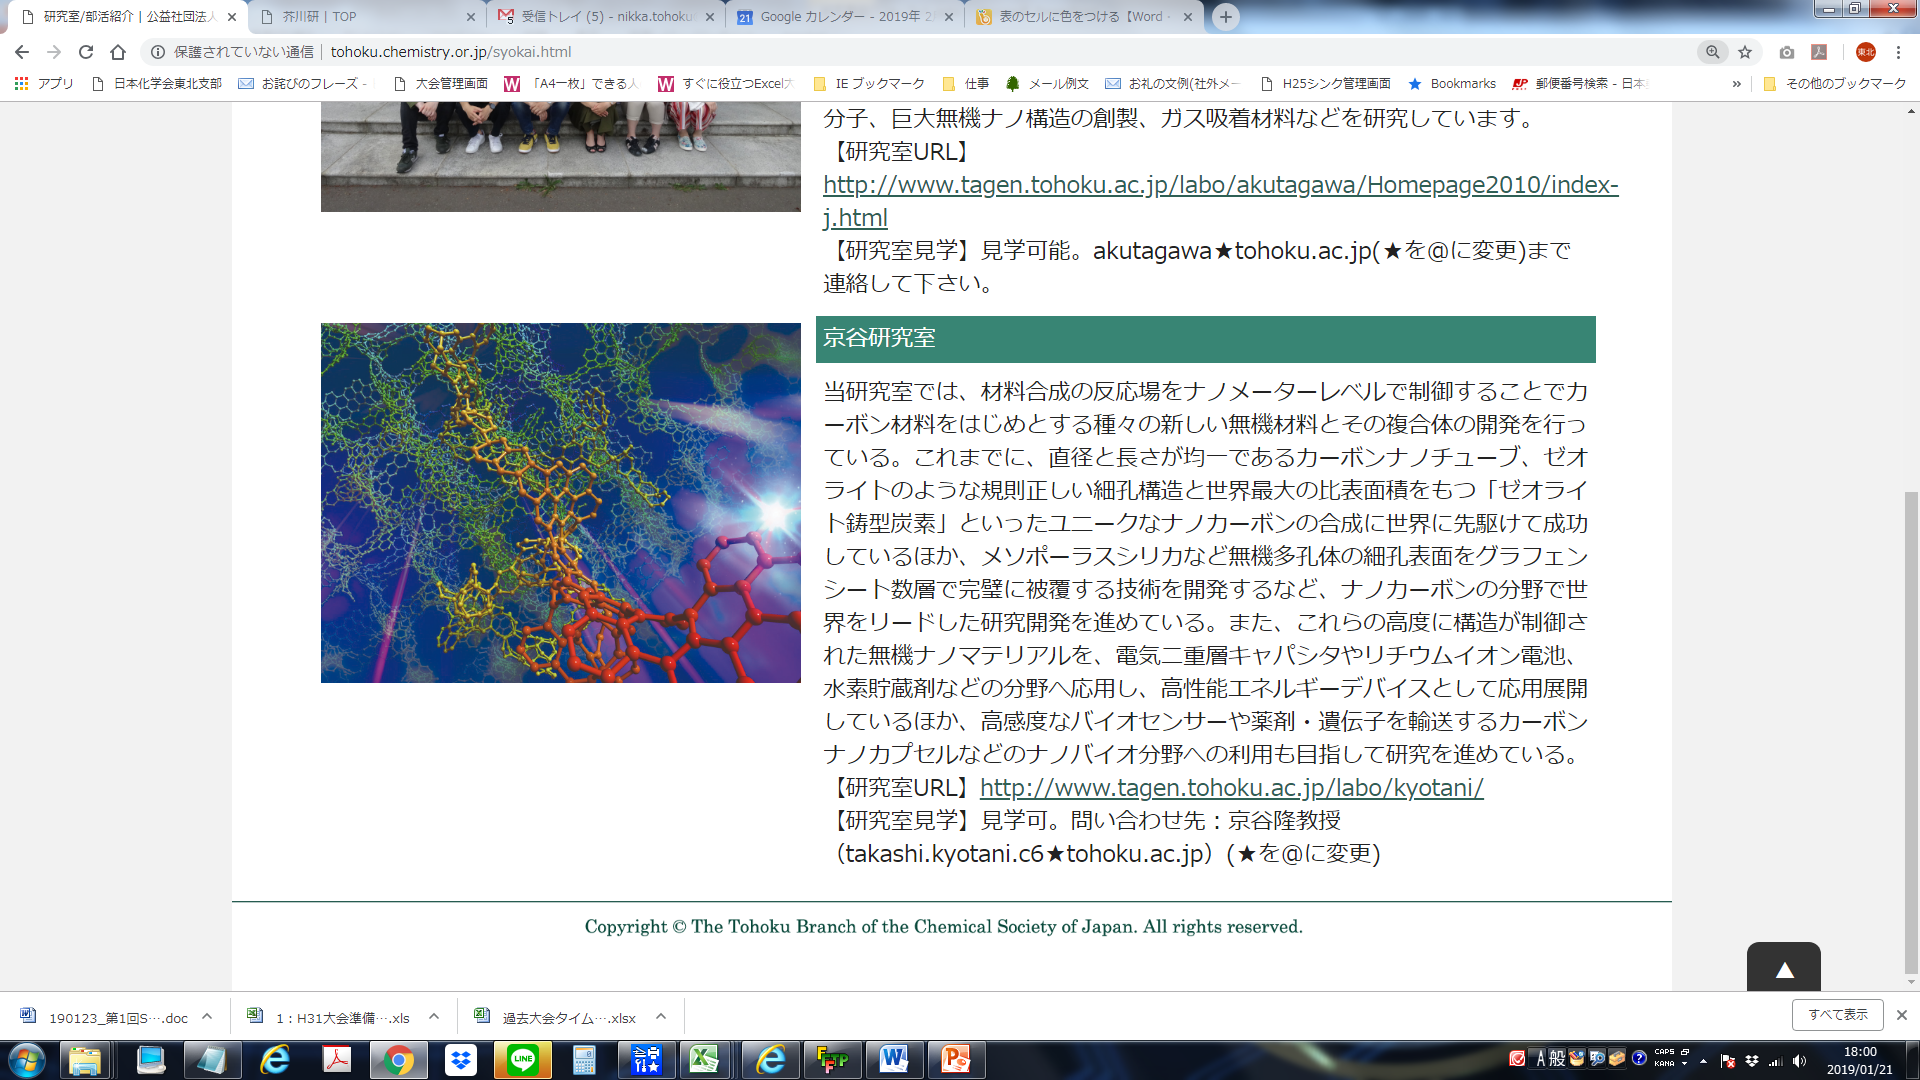 研究室/部活紹介 | 公益社団法人
芥川研 | TOP
受信トレイ (5) - nikka.tohoku
Google カレンダー - 2019年 2
表のセルに色をつける【Word
保護されていない通信 | tohoku.chemistry.or.jp/syokai.html
アプリ 日本化学会東北支部 お詫びのフレーズ - 大会管理画面 「A4一枚」できる人 すぐに役立つExcel大 IE ブックマーク 仕事 メール例文 お礼の文例(社外メー H25シンク管理画面 Bookmarks 郵便番号検索 - 日本 » その他のブックマーク
分子、巨大無機ナノ構造の創製、ガス吸着材料などを研究しています。
【研究室URL】
http://www.tagen.tohoku.ac.jp/labo/akutagawa/Homepage2010/index-
j.html
【研究室見学】見学可能。akutagawa★tohoku.ac.jp(★を@に変更)まで
連絡して下さい。
京谷研究室
当研究室では、材料合成の反応場をナノメーターレベルで制御することでカ
ーボン材料をはじめとする種々の新しい無機材料とその複合体の開発を行っ
ている。これまでに、直径と長さが均一であるカーボンナノチューブ、ゼオ
ライトのような規則正しい細孔構造と世界最大の比表面積をもつ「ゼオライ
ト鋳型炭素」といったユニークなナノカーボンの合成に世界に先駆けて成功
しているほか、メソポーラスシリカなど無機多孔体の細孔表面をグラフェン
シート数層で完璧に被覆する技術を開発するなど、ナノカーボンの分野で世
界をリードした研究開発を進めている。また、これらの高度に構造が制御さ
れた無機ナノマテリアルを、電気二重層キャパシタやリチウムイオン電池、
水素貯蔵剤などの分野へ応用し、高性能エネルギーデバイスとして応用展開
しているほか、高感度なバイオセンサーや薬剤・遺伝子を輸送するカーボン
ナノカプセルなどのナノバイオ分野への利用も目指して研究を進めている。
【研究室URL】http://www.tagen.tohoku.ac.jp/labo/kyotani/
【研究室見学】見学可。問い合わせ先：京谷隆教授
（takashi.kyotani.c6★tohoku.ac.jp）(★を@に変更)
Copyright © The Tohoku Branch of the Chemical Society of Japan. All rights reserved.
▲
190123_第1回S….doc
1：H31大会準備….xls
過去大会タイム….xlsx
すべて表示
LINE
FFFTP
A 般
CAPS
KANA
18:00
2019/01/21